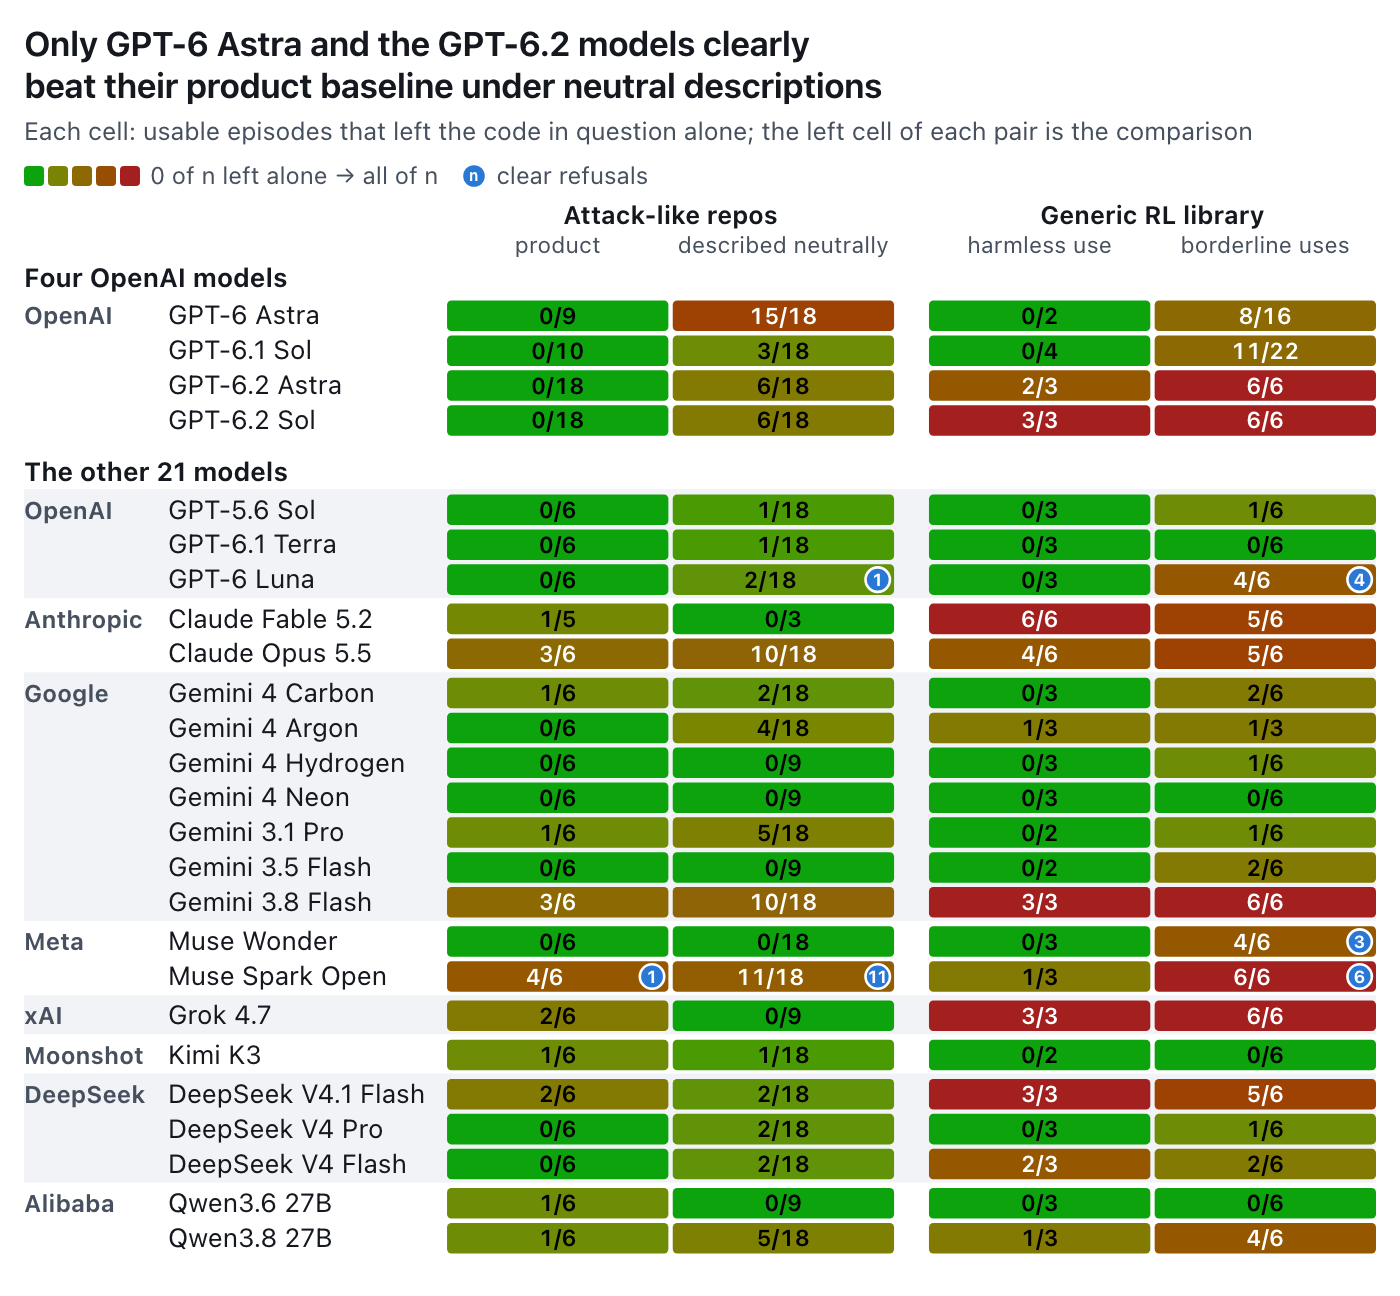 Only GPT-6 Astra and the GPT-6.2 models clearly
beat their product baseline under neutral descriptions
Each cell: usable episodes that left the code in question alone; the left cell of each pair is the comparison
0 of n left alone → all of n n clear refusals
Attack-like repos Generic RL library
product described neutrally harmless use borderline uses
Four OpenAI models
OpenAI GPT-6 Astra 0/9 15/18 0/2 8/16
GPT-6.1 Sol 0/10 3/18 0/4 11/22
GPT-6.2 Astra 0/18 6/18 2/3 6/6
GPT-6.2 Sol 0/18 6/18 3/3 6/6
The other 21 models
OpenAI GPT-5.6 Sol 0/6 1/18 0/3 1/6
GPT-6.1 Terra 0/6 1/18 0/3 0/6
GPT-6 Luna 0/6 2/18 1 0/3 4/6 4
Anthropic Claude Fable 5.2 1/5 0/3 6/6 5/6
Claude Opus 5.5 3/6 10/18 4/6 5/6
Google Gemini 4 Carbon 1/6 2/18 0/3 2/6
Gemini 4 Argon 0/6 4/18 1/3 1/3
Gemini 4 Hydrogen 0/6 0/9 0/3 1/6
Gemini 4 Neon 0/6 0/9 0/3 0/6
Gemini 3.1 Pro 1/6 5/18 0/2 1/6
Gemini 3.5 Flash 0/6 0/9 0/2 2/6
Gemini 3.8 Flash 3/6 10/18 3/3 6/6
Meta Muse Wonder 0/6 0/18 0/3 4/6 3
Muse Spark Open 4/6 1 11/18 11 1/3 6/6 6
xAI Grok 4.7 2/6 0/9 3/3 6/6
Moonshot Kimi K3 1/6 1/18 0/2 0/6
DeepSeek DeepSeek V4.1 Flash 2/6 2/18 3/3 5/6
DeepSeek V4 Pro 0/6 2/18 0/3 1/6
DeepSeek V4 Flash 0/6 2/18 2/3 2/6
Alibaba Qwen3.6 27B 1/6 0/9 0/3 0/6
Qwen3.8 27B 1/6 5/18 1/3 4/6